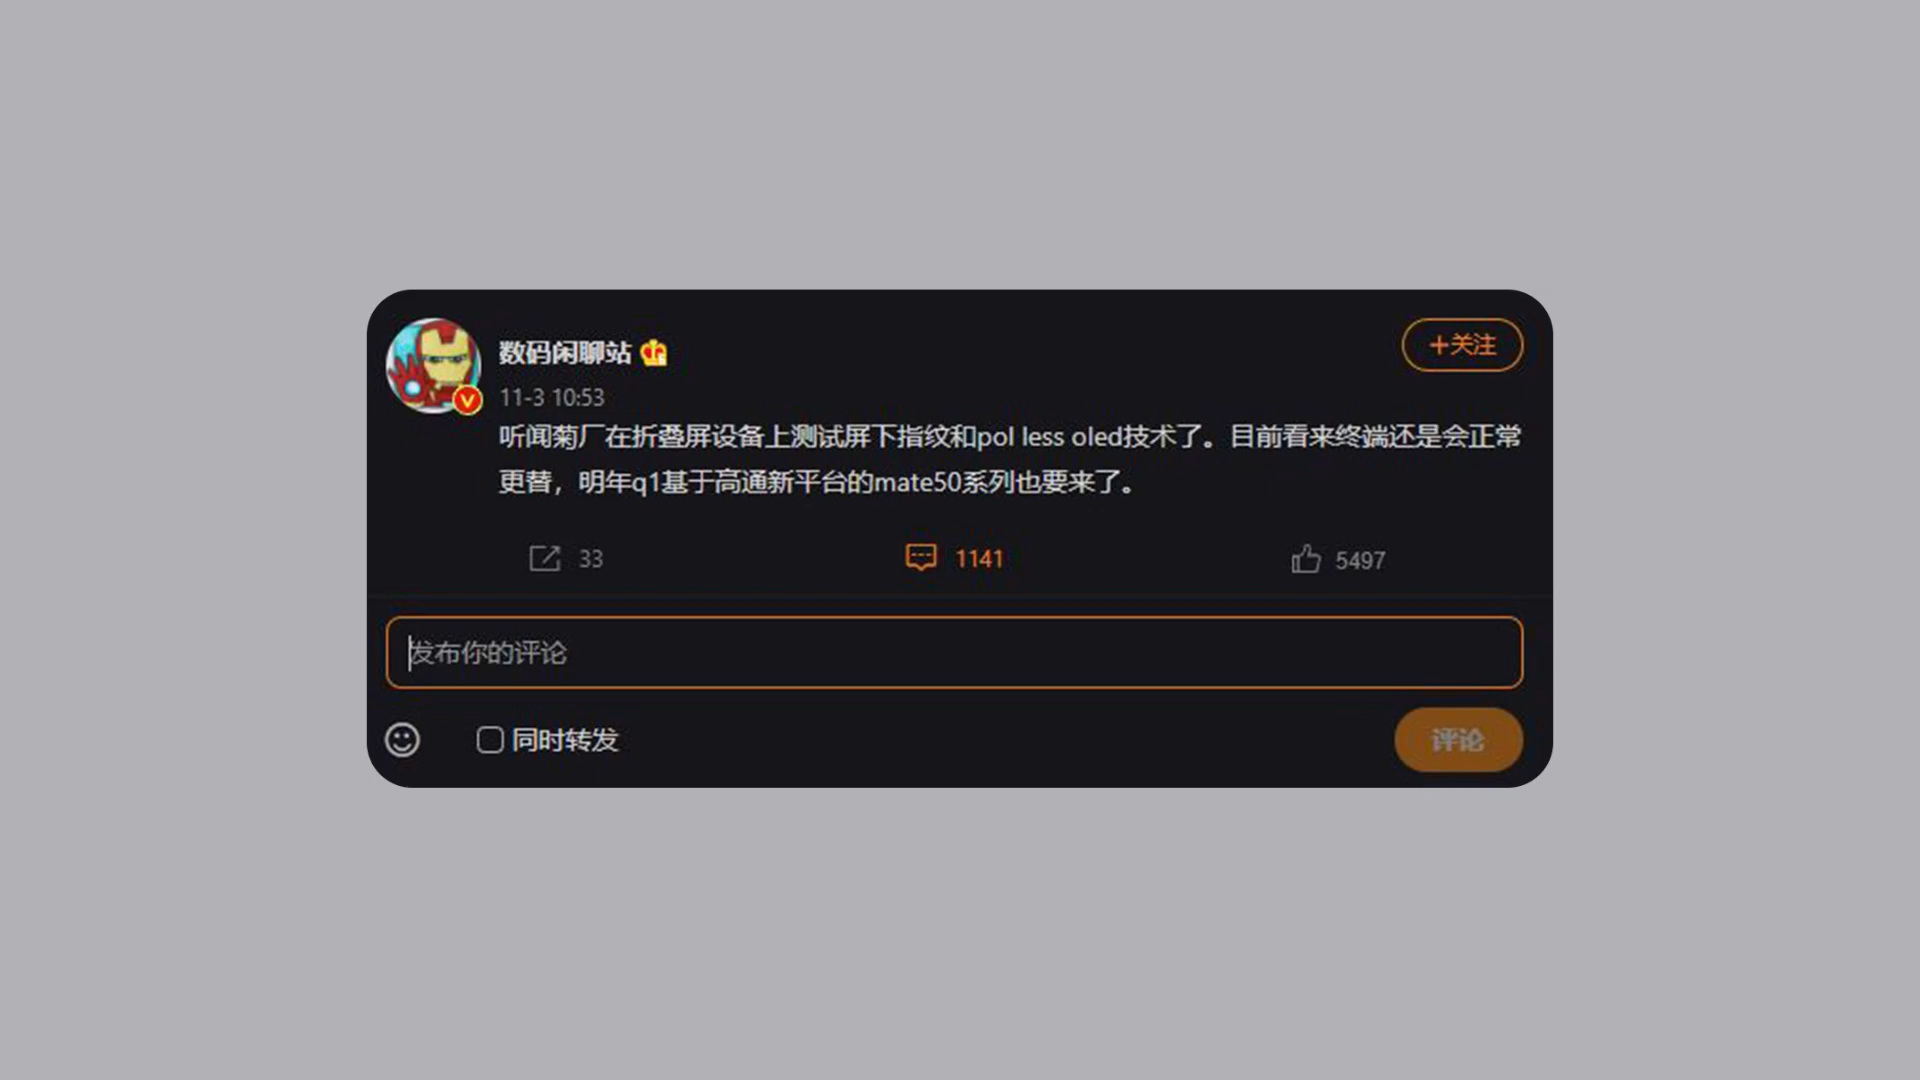 数码闲聊站
+关注
11-3 10:53
听闻菊厂在折叠屏设备上测试屏下指纹和pol less oled技术了。目前看来终端还是会正常
更替，明年q1基于高通新平台的mate50系列也要来了。
33
1141
5497
发布你的评论
同时转发
评论